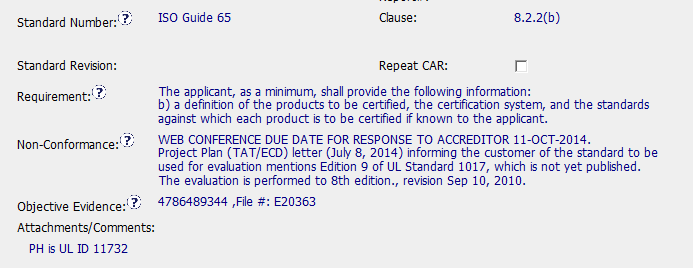 Standard Number: ? ISO Guide 65 Clause: 8.2.2(b)
Standard Revision: Repeat CAR:
Requirement: ? The applicant, as a minimum, shall provide the following information:
b) a definition of the products to be certified, the certification system, and the standards
against which each product is to be certified if known to the applicant.
Non-Conformance: ? WEB CONFERENCE DUE DATE FOR RESPONSE TO ACCREDITOR 11-OCT-2014.
Project Plan (TAT/ECD) letter (July 8, 2014) informing the customer of the standard to be
used for evaluation mentions Edition 9 of UL Standard 1017, which is not yet published.
The evaluation is performed to 8th edition., revision Sep 10, 2010.
Objective Evidence: ? 4786489344 ,File #: E20363
Attachments/Comments:
PH is UL ID 11732